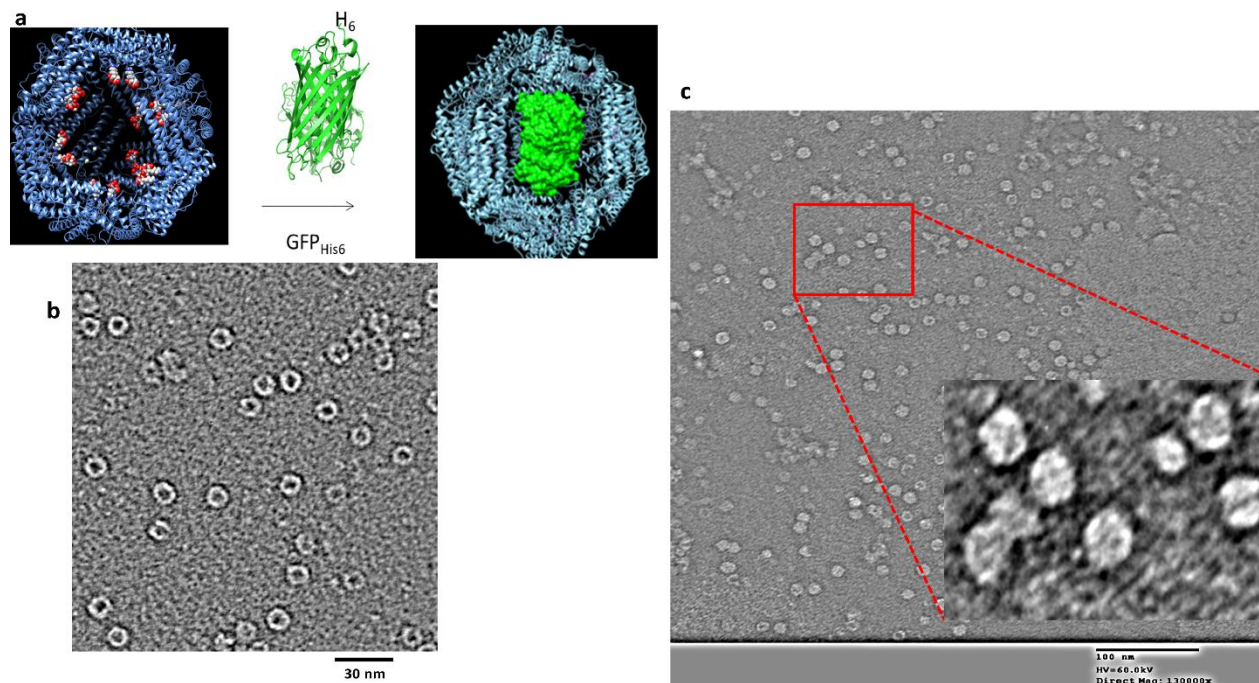 a
H6
GFPHis6
b
30 nm
c
100 nm
HV=60.0kV
Direct Mag: 130000x